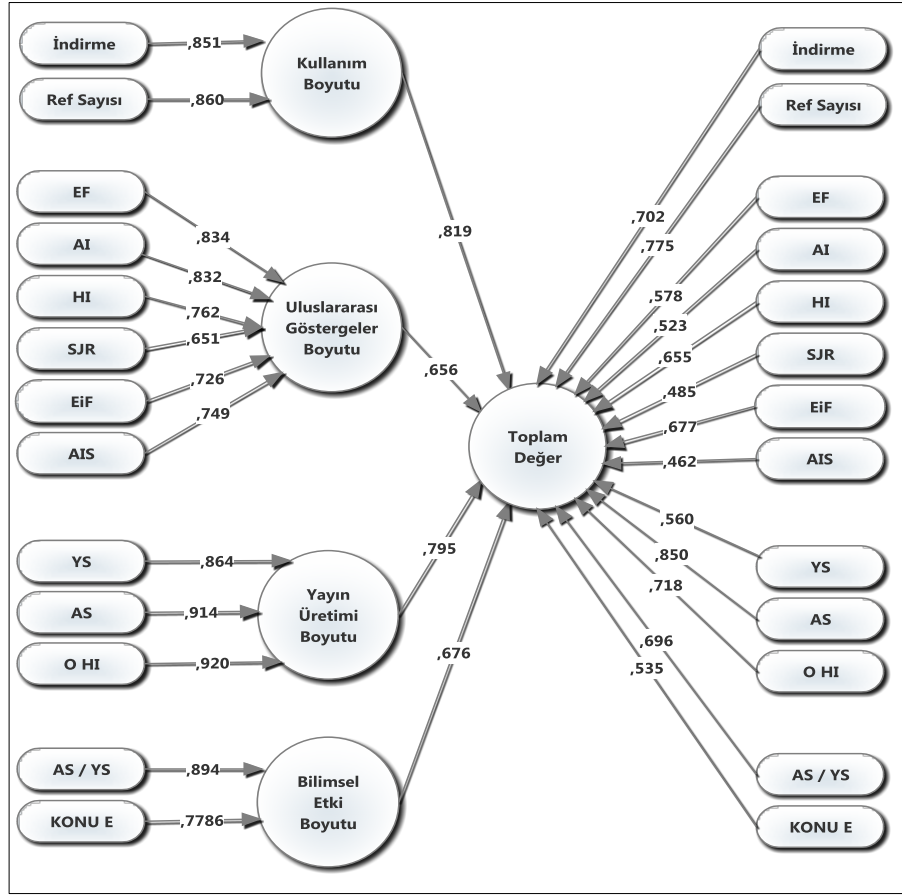 İndirme
,851
Ref Sayısı
,860
Kullanım
Boyutu
EF
,834
AI
,832
HI
,762
SJR
,651
EiF
,726
AIS
,749
Uluslararası
Göstergeler
Boyutu
YS
,864
AS
,914
O HI
,920
Yayın
Üretimi
Boyutu
AS / YS
,894
KONU E
,7786
Bilimsel
Etki
Boyutu
,819
,656
,795
,676
Toplam
Değer
İndirme
,702
Ref Sayısı
,775
EF
,578
AI
,523
HI
,655
SJR
,485
EiF
,677
AIS
,462
YS
,560
AS
,850
O HI
,718
AS / YS
,696
KONU E
,535